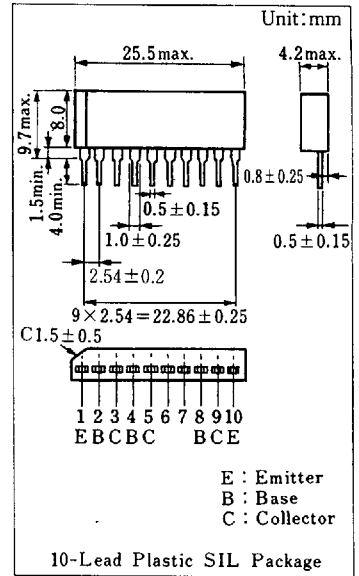 Unit:mm
25.5max.
4.2max.
9.7max.
8.0
1.5min.
4.0min.
0.8±0.25
0.5±0.15
1.0±0.25
0.5±0.15
2.54±0.2
9×2.54=22.86±0.25
C1.5±0.5
1 2 3 4 5 6 7 8 9 10
E B C B C B C E
E : Emitter
B : Base
C : Collector
10-Lead Plastic SIL Package